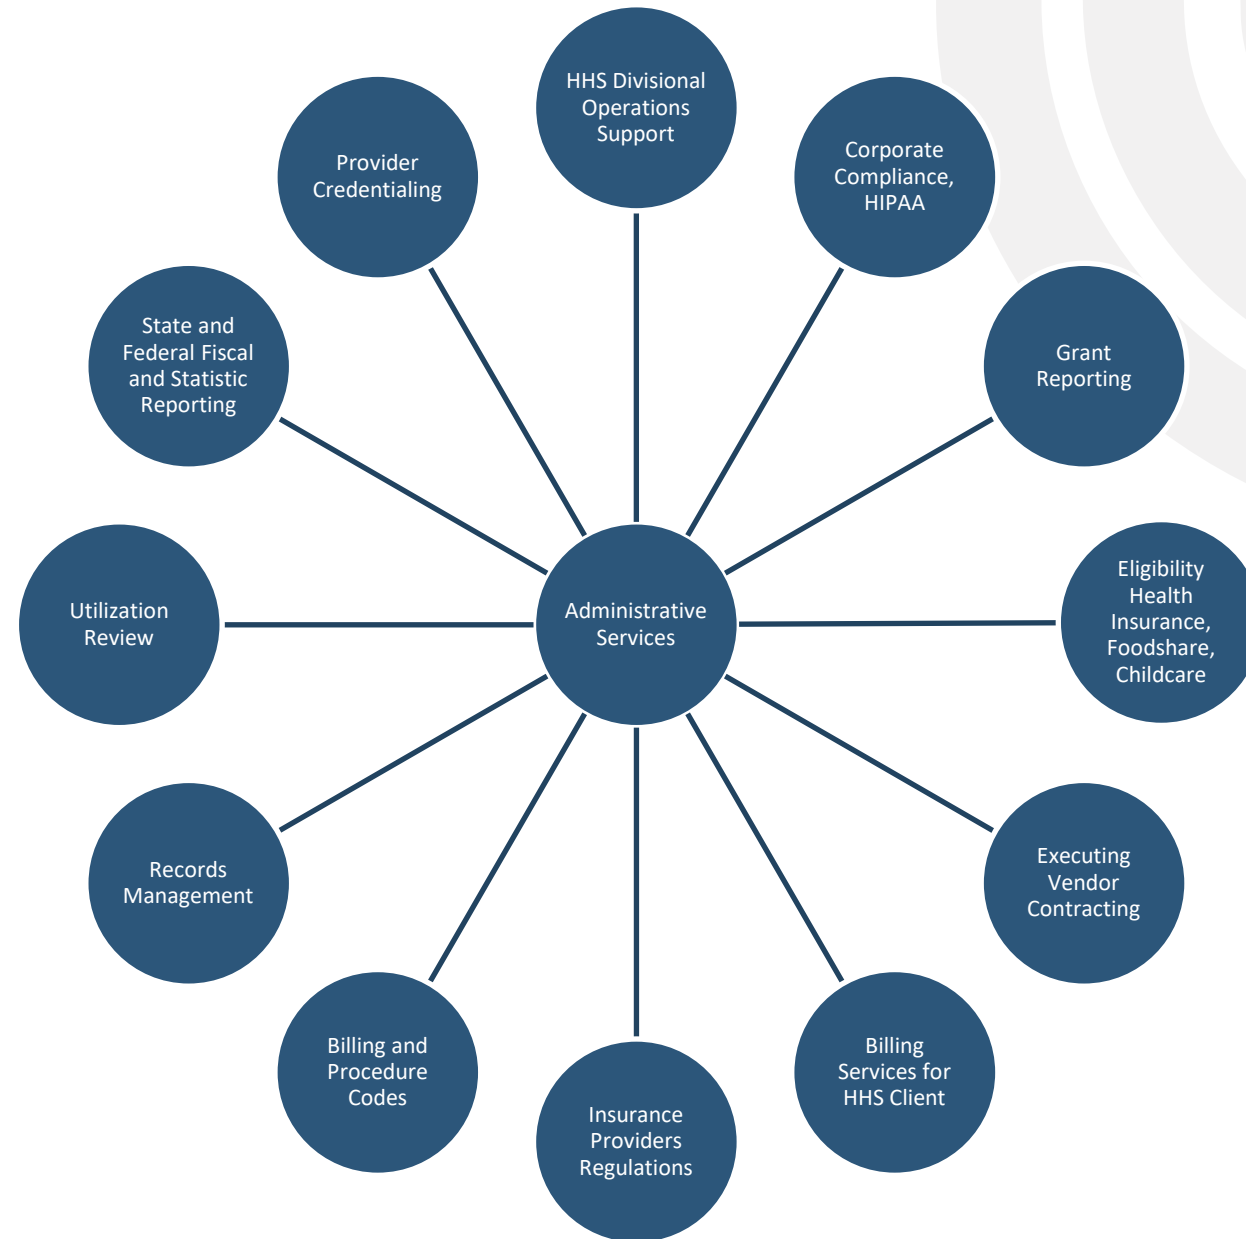 HHS Divisional
Operations
Support
Corporate
Compliance,
HIPAA
Grant
Reporting
Eligibility
Health
Insurance,
Foodshare,
Childcare
Executing
Vendor
Contracting
Billing
Services for
HHS Client
Insurance
Providers
Regulations
Billing and
Procedure
Codes
Records
Management
Utilization
Review
State and
Federal Fiscal
and Statistic
Reporting
Provider
Credentialing
Administrative
Services